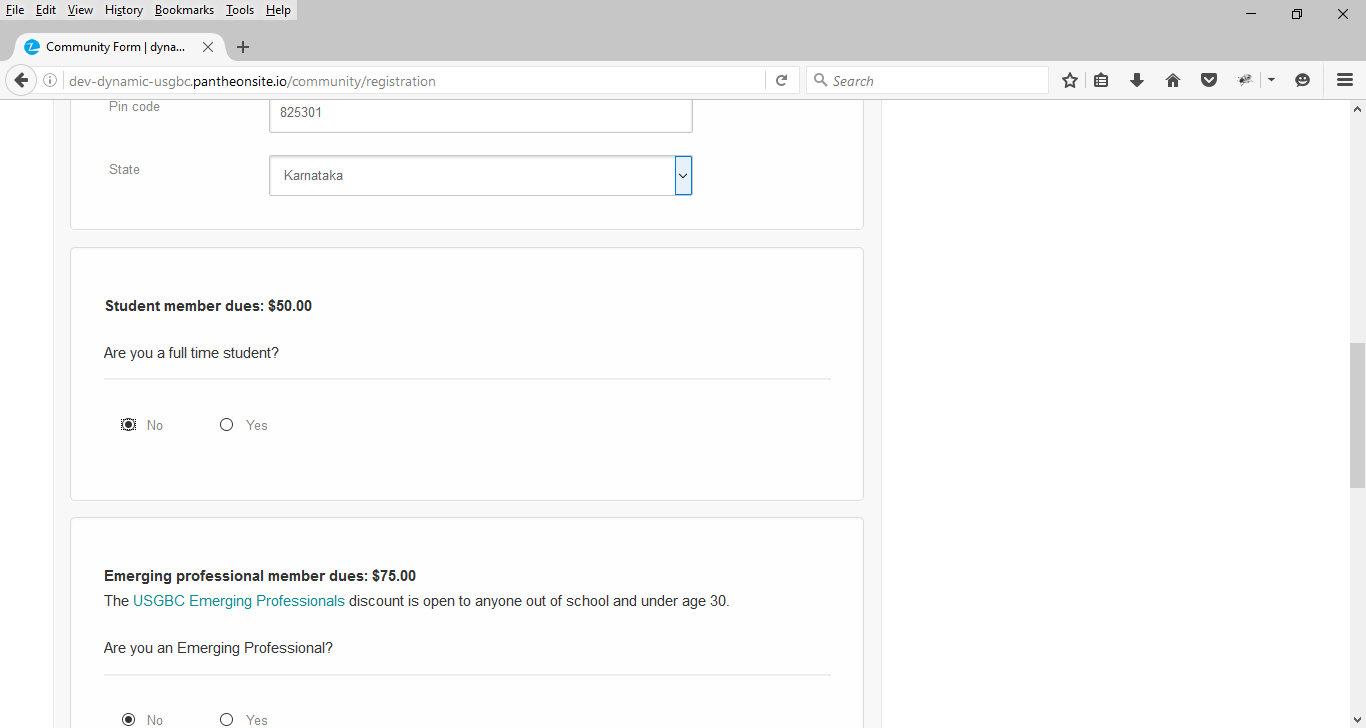 File Edit View History Bookmarks Tools Help
Community Form | dyna...
dev-dynamic-usgbc.pantheonsite.io/community/registration
Search
Pin code
825301
State
Karnataka
Student member dues: $50.00
Are you a full time student?
No Yes
Emerging professional member dues: $75.00
The USGBC Emerging Professionals discount is open to anyone out of school and under age 30.
Are you an Emerging Professional?
No Yes